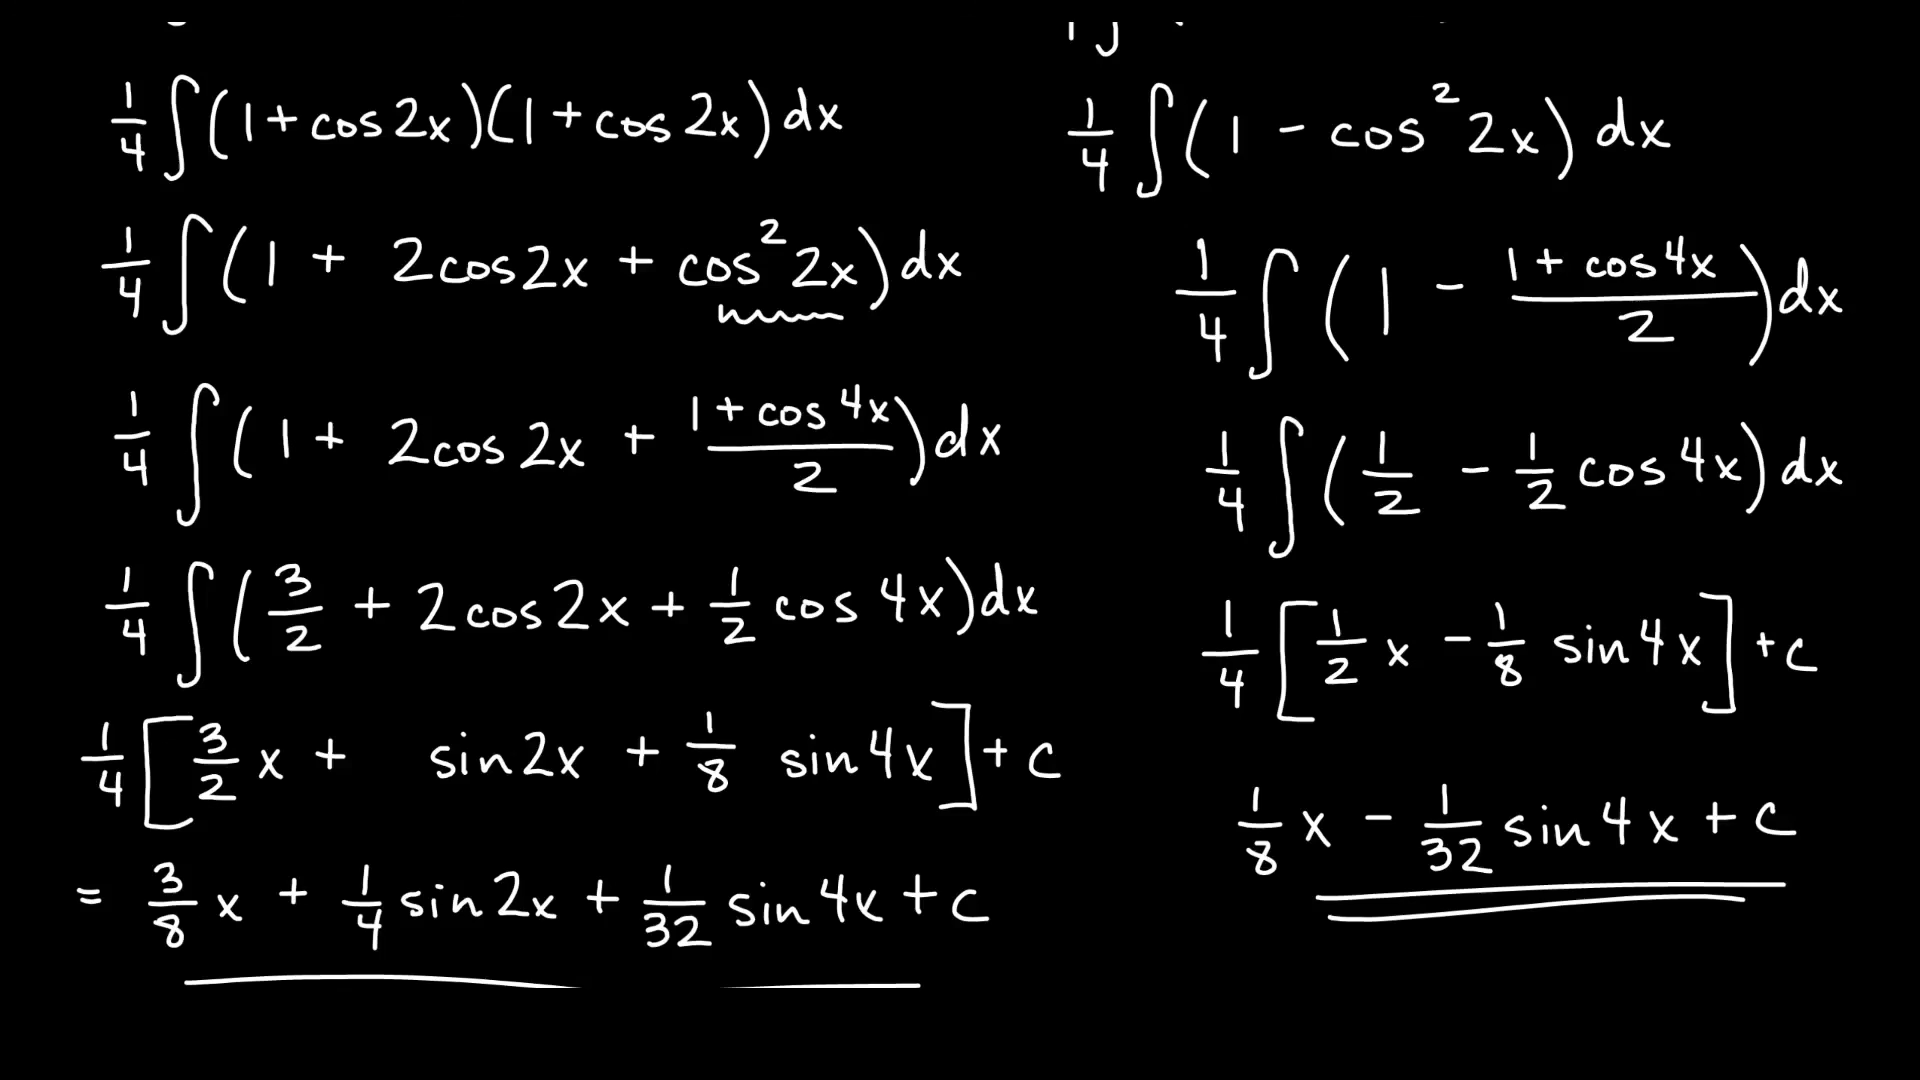 1/4 ∫(1+cos2x)(1+cos2x)dx
1/4 ∫(1 + 2cos2x + cos²2x)dx
1/4 ∫(1 + 2cos2x + (1+cos4x)/2)dx
1/4 ∫(3/2 + 2cos2x + 1/2 cos4x)dx
1/4 [3/2 x + sin2x + 1/8 sin4x] + c
= 3/8 x + 1/4 sin2x + 1/32 sin4x + c
1/4 ∫(1 - cos²2x)dx
1/4 ∫(1 - (1+cos4x)/2)dx
1/4 ∫(1/2 - 1/2 cos4x)dx
1/4 [1/2 x - 1/8 sin4x] + c
1/8 x - 1/32 sin4x + c